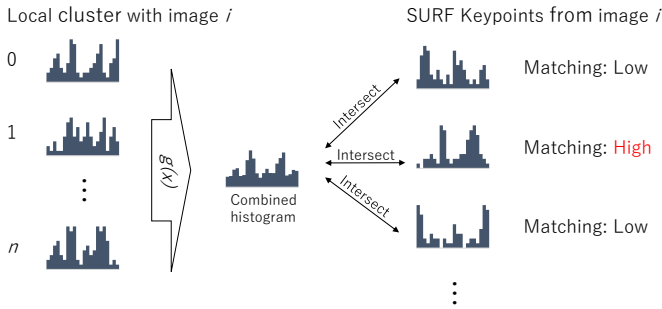 Local cluster with image i
SURF Keypoints from image i
0
Matching: Low
Intersect
1
g(x)
Intersect
Matching: High
Combined
histogram
Intersect
Matching: Low
n